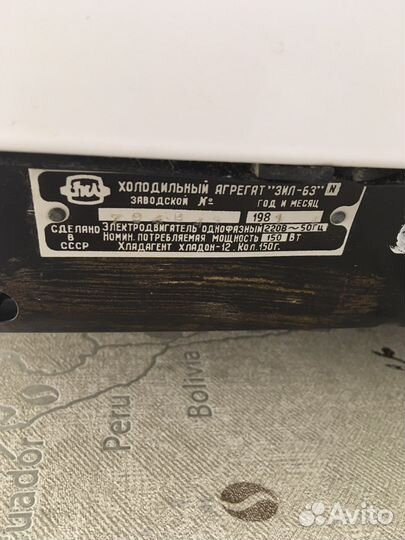 ЗИЛ
ХОЛОДИЛЬНЫЙ АГРЕГАТ "ЗИЛ-63" N
ЗАВОДСКОЙ № ГОД И МЕСЯЦ
198
СДЕЛАНО В СССР
ЭЛЕКТРОДВИГАТЕЛЬ ОДНОФАЗНЫЙ 220В ~ 50ГЦ
НОМИН. ПОТРЕБЛЯЕМАЯ МОЩНОСТЬ 150 ВТ
ХЛАДАГЕНТ ХЛАДОН-12. КОЛ. 150Г.
Bolivia
Peru
uador
Avito